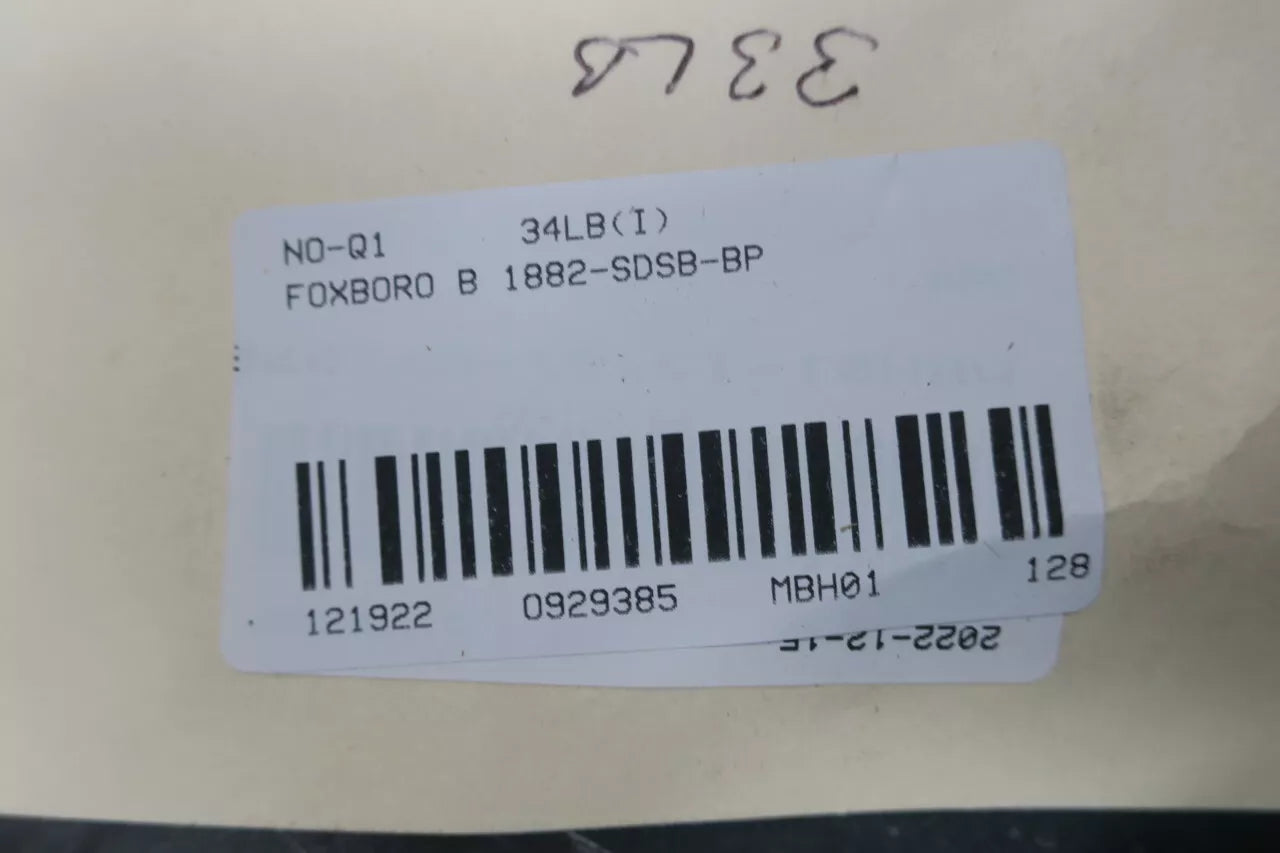 33LB
NO-Q1 34LB(I)
FOXBORO B 1882-SDSB-BP
121922 0929385 MBH01 128
2022-12-15